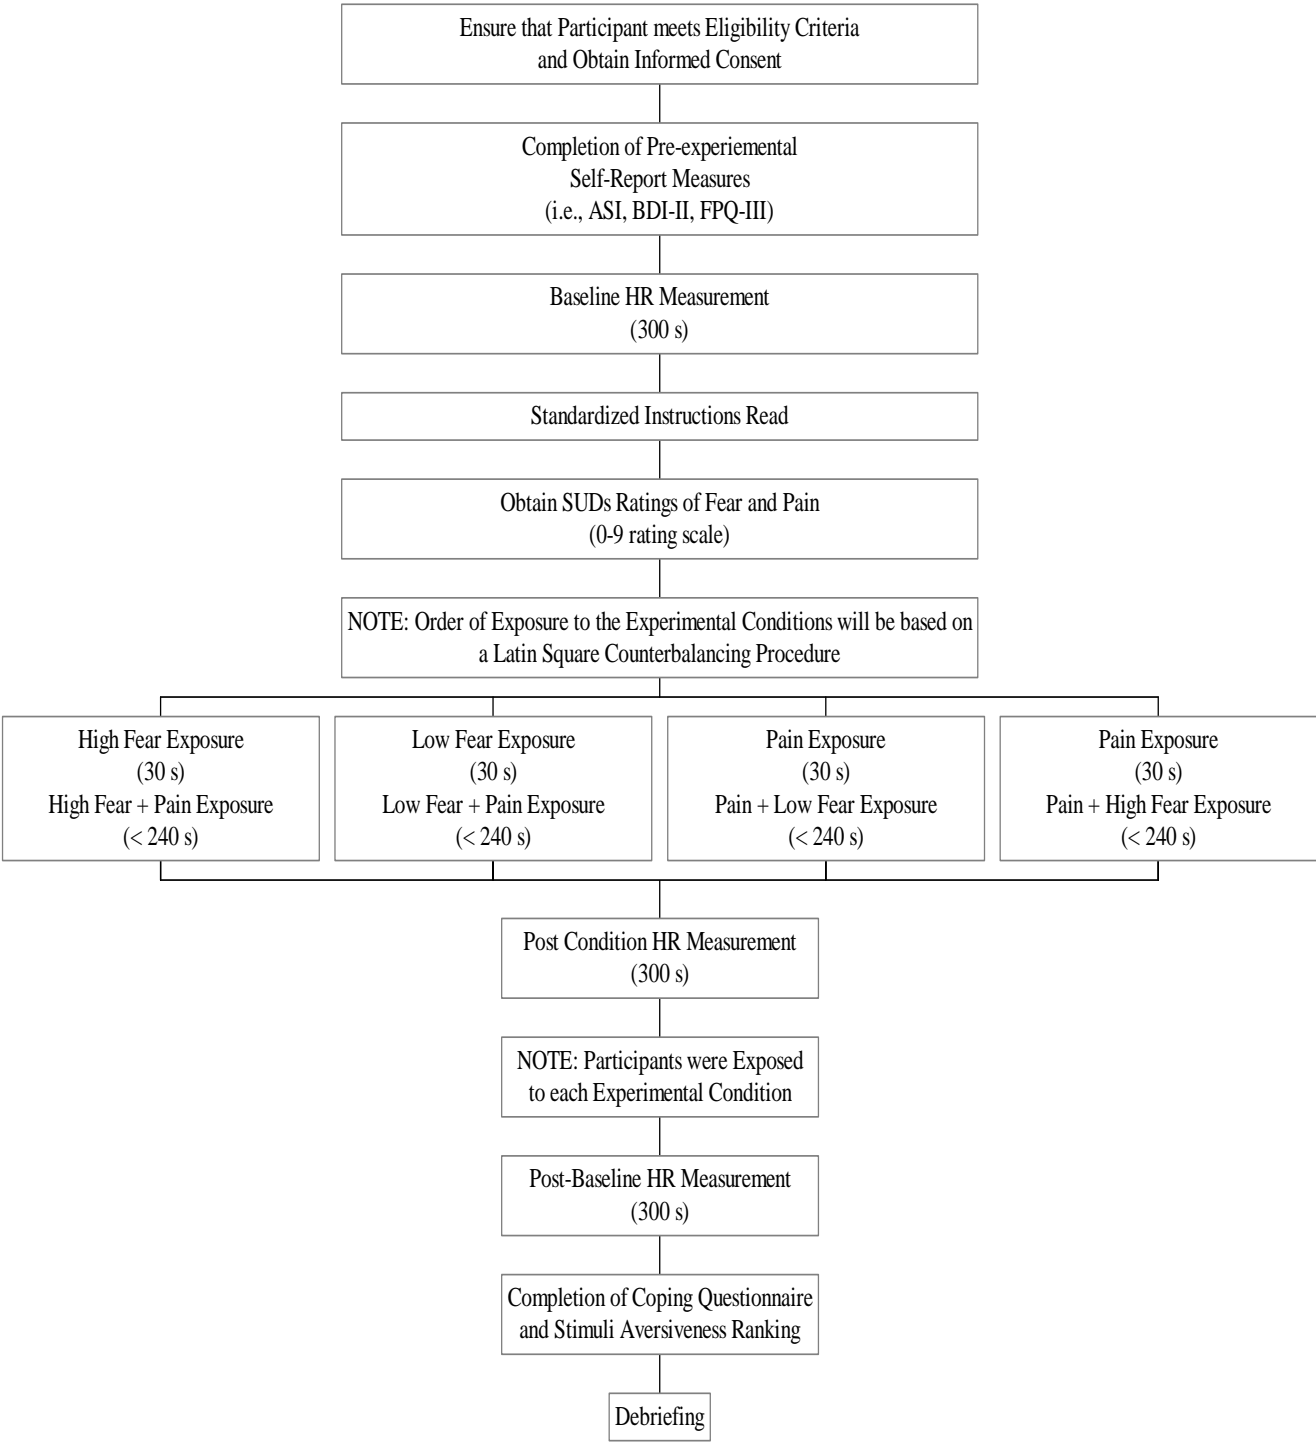 Ensure that Participant meets Eligibility Criteria
and Obtain Informed Consent
Completion of Pre-experiemental
Self-Report Measures
(i.e., ASI, BDI-II, FPQ-III)
Baseline HR Measurement
(300 s)
Standardized Instructions Read
Obtain SUDs Ratings of Fear and Pain
(0-9 rating scale)
NOTE: Order of Exposure to the Experimental Conditions will be based on
a Latin Square Counterbalancing Procedure
High Fear Exposure
(30 s)
High Fear + Pain Exposure
(< 240 s)
Low Fear Exposure
(30 s)
Low Fear + Pain Exposure
(< 240 s)
Pain Exposure
(30 s)
Pain + Low Fear Exposure
(< 240 s)
Pain Exposure
(30 s)
Pain + High Fear Exposure
(< 240 s)
Post Condition HR Measurement
(300 s)
NOTE: Participants were Exposed
to each Experimental Condition
Post-Baseline HR Measurement
(300 s)
Completion of Coping Questionnaire
and Stimuli Aversiveness Ranking
Debriefing